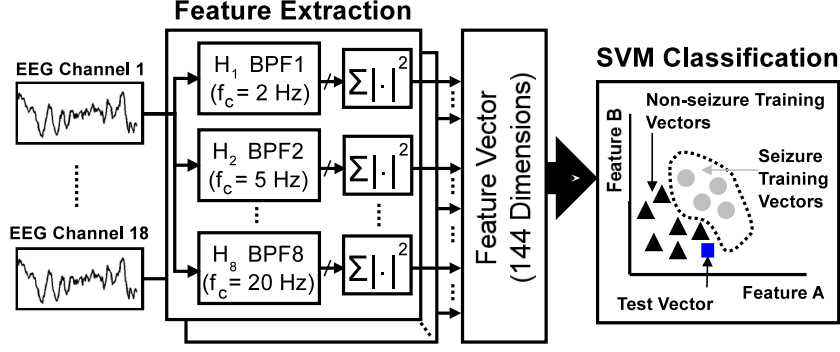 Feature Extraction
EEG Channel 1
H1 BPF1
(fc = 2 Hz)
Σ|·|2
H2 BPF2
(fc = 5 Hz)
Σ|·|2
EEG Channel 18
H8 BPF8
(fc = 20 Hz)
Σ|·|2
Feature Vector
(144 Dimensions)
SVM Classification
Non-seizure Training
Vectors
Seizure
Training
Vectors
Feature B
Test Vector
Feature A